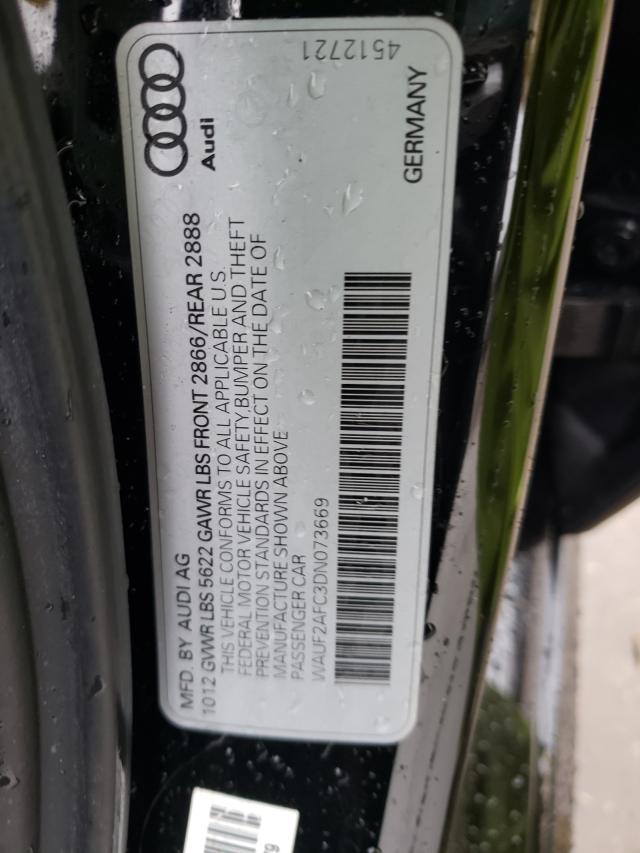 Audi
4512721
GERMANY
MFD. BY AUDI AG
1012 GVWR LBS 5622 GAWR LBS FRONT 2866/REAR 2888
THIS VEHICLE CONFORMS TO ALL APPLICABLE U.S.
FEDERAL MOTOR VEHICLE SAFETY,BUMPER AND THEFT
PREVENTION STANDARDS IN EFFECT ON THE DATE OF
MANUFACTURE SHOWN ABOVE
PASSENGER CAR
WAUF2AFC3DN073669